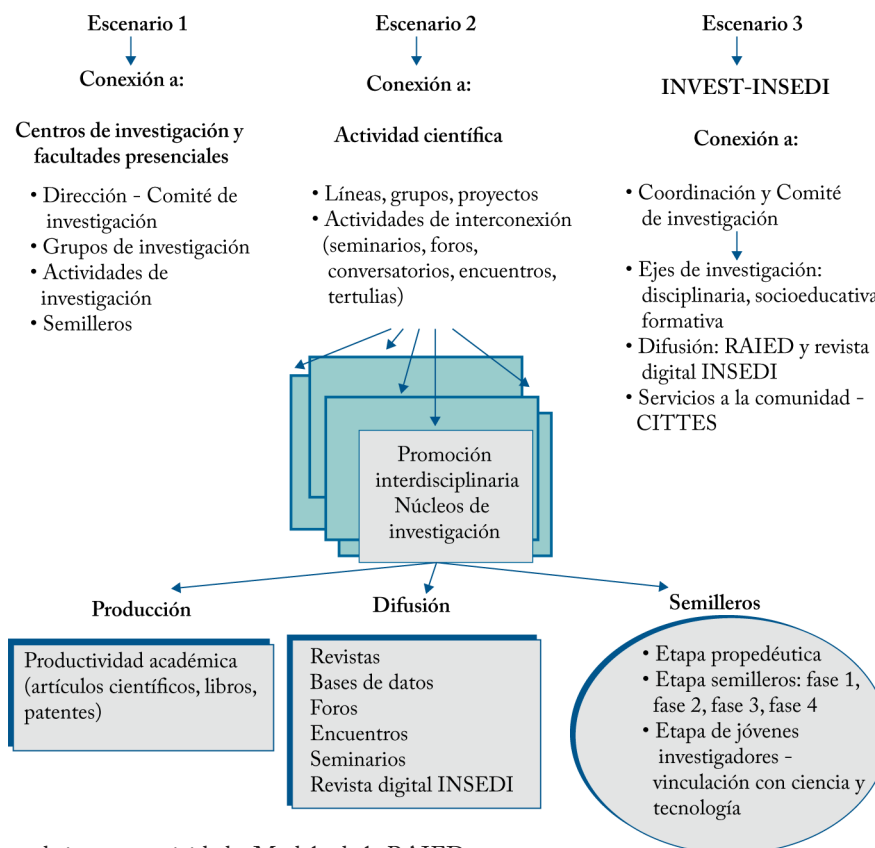 Escenario 1
Conexión a:
Centros de investigación y
facultades presenciales
• Dirección - Comité de
investigación
• Grupos de investigación
• Actividades de
investigación
• Semilleros
Escenario 2
Conexión a:
Actividad científica
• Líneas, grupos, proyectos
• Actividades de interconexión
(seminarios, foros,
conversatorios, encuentros,
tertulias)
Escenario 3
INVEST-INSEDI
Conexión a:
• Coordinación y Comité
de investigación
• Ejes de investigación:
disciplinaria, socioeducativa
formativa
• Difusión: RAIED y revista
digital INSEDI
• Servicios a la comunidad -
CITTES
Promoción
interdisciplinaria
Núcleos de
investigación
Producción
Productividad académica
(artículos científicos, libros,
patentes)
Difusión
Revistas
Bases de datos
Foros
Encuentros
Seminarios
Revista digital INSEDI
Semilleros
• Etapa propedéutica
• Etapa semilleros: fase 1,
fase 2, fase 3, fase 4
• Etapa de jóvenes
investigadores -
vinculación con ciencia y
tecnología